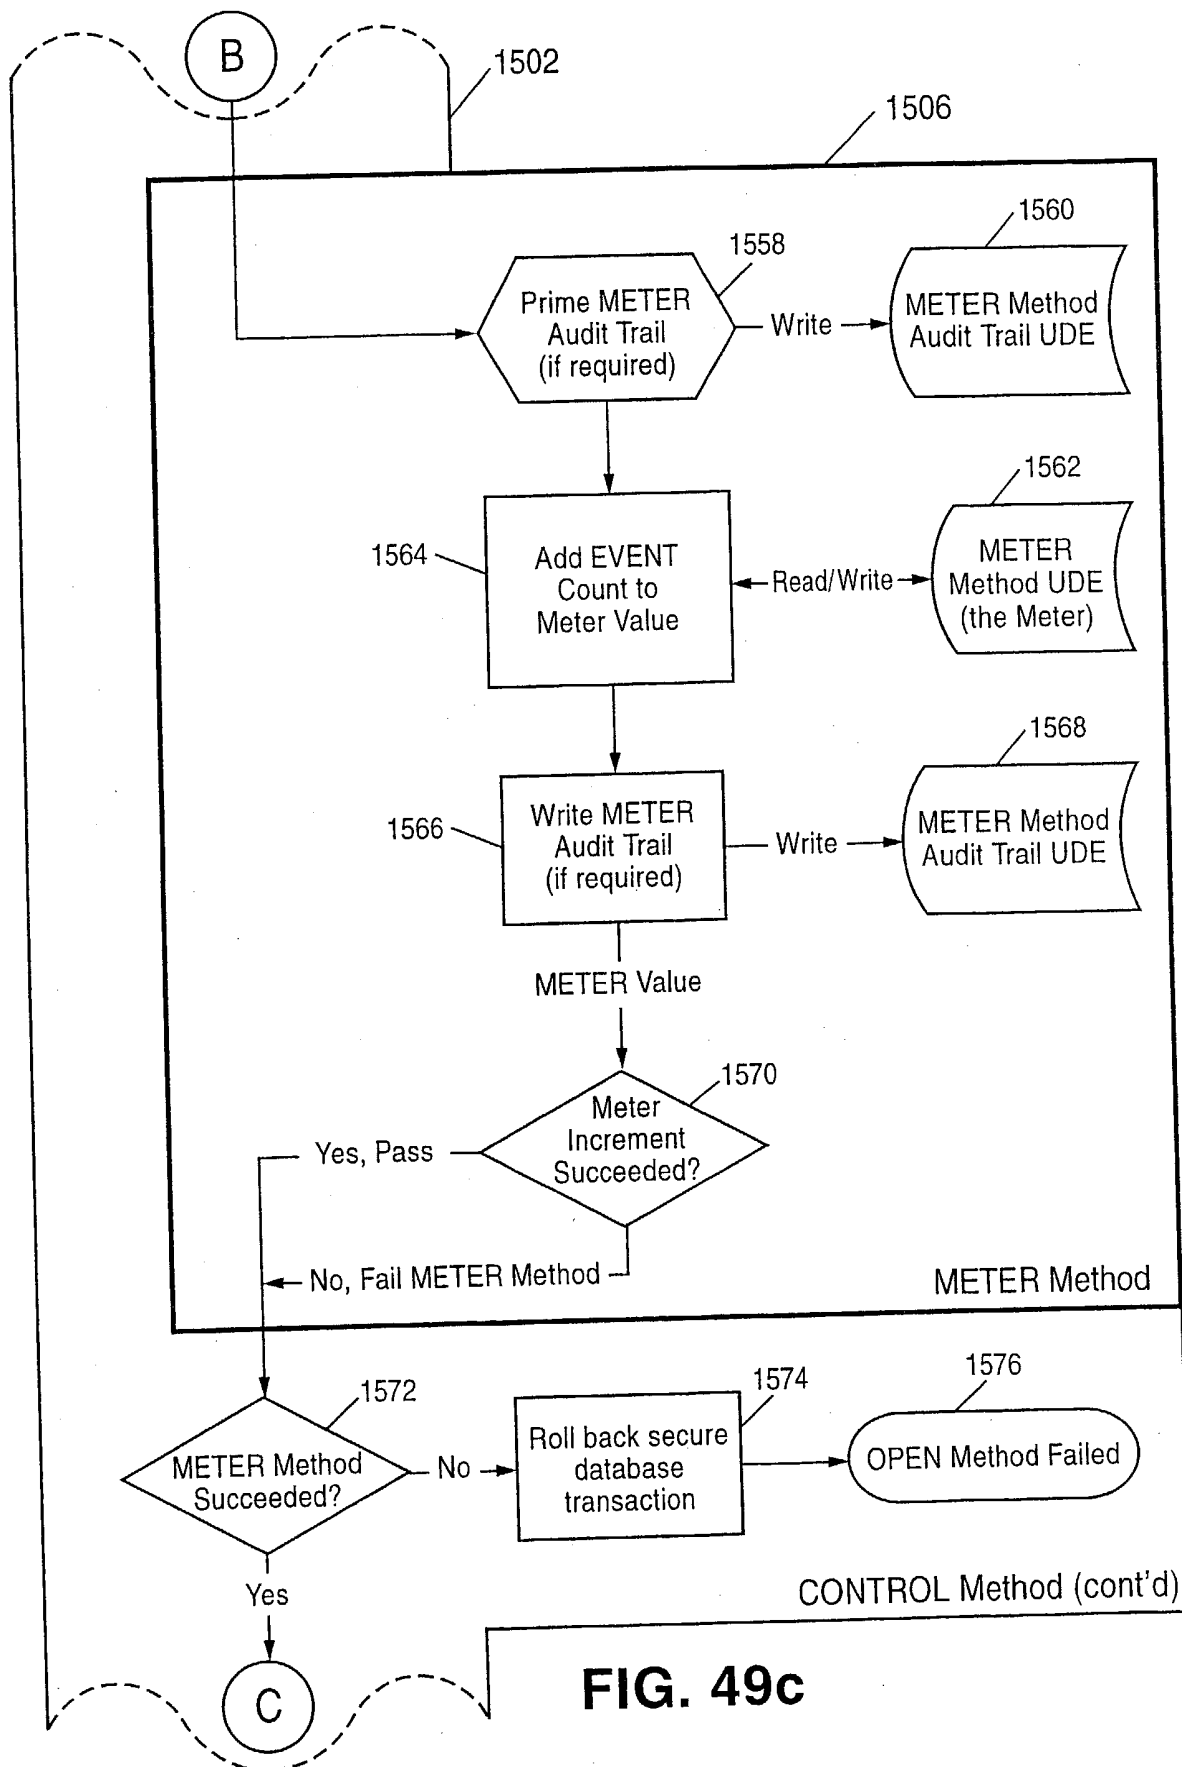 B
1502
1506
1560
1558
Prime METER
Audit Trail
(if required)
Write
METER Method
Audit Trail UDE
1562
1564
Add EVENT
Count to
Meter Value
Read/Write
METER
Method UDE
(the Meter)
1568
1566
Write METER
Audit Trail
(if required)
Write
METER Method
Audit Trail UDE
METER Value
1570
Meter
Increment
Succeeded?
Yes, Pass
No, Fail METER Method
METER Method
1572
METER Method
Succeeded?
No
1574
Roll back secure
database
transaction
1576
OPEN Method Failed
Yes
CONTROL Method (cont'd)
C
FIG. 49c